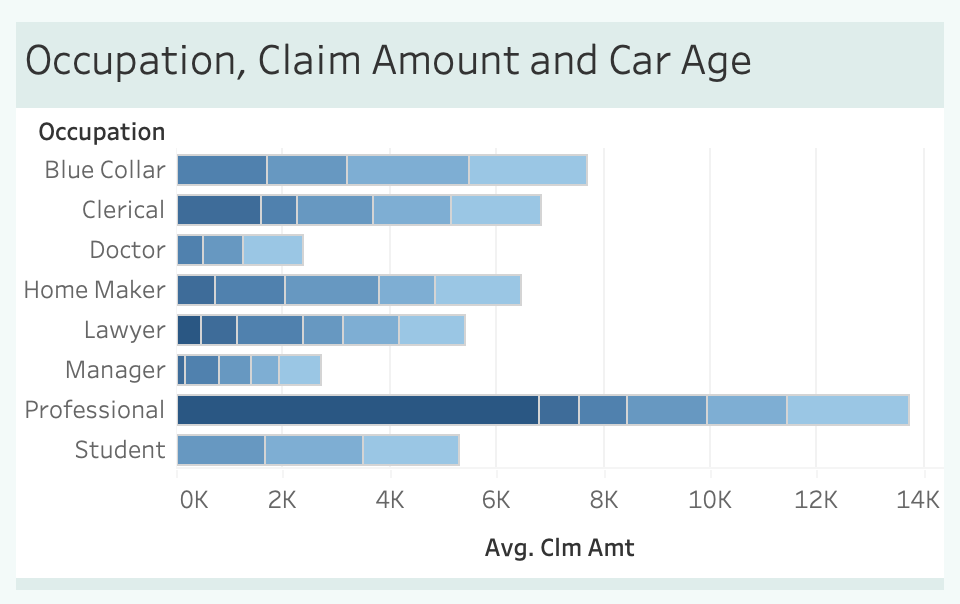 Occupation, Claim Amount and Car Age
Occupation
Blue Collar
Clerical
Doctor
Home Maker
Lawyer
Manager
Professional
Student
0K 2K 4K 6K 8K 10K 12K 14K
Avg. Clm Amt